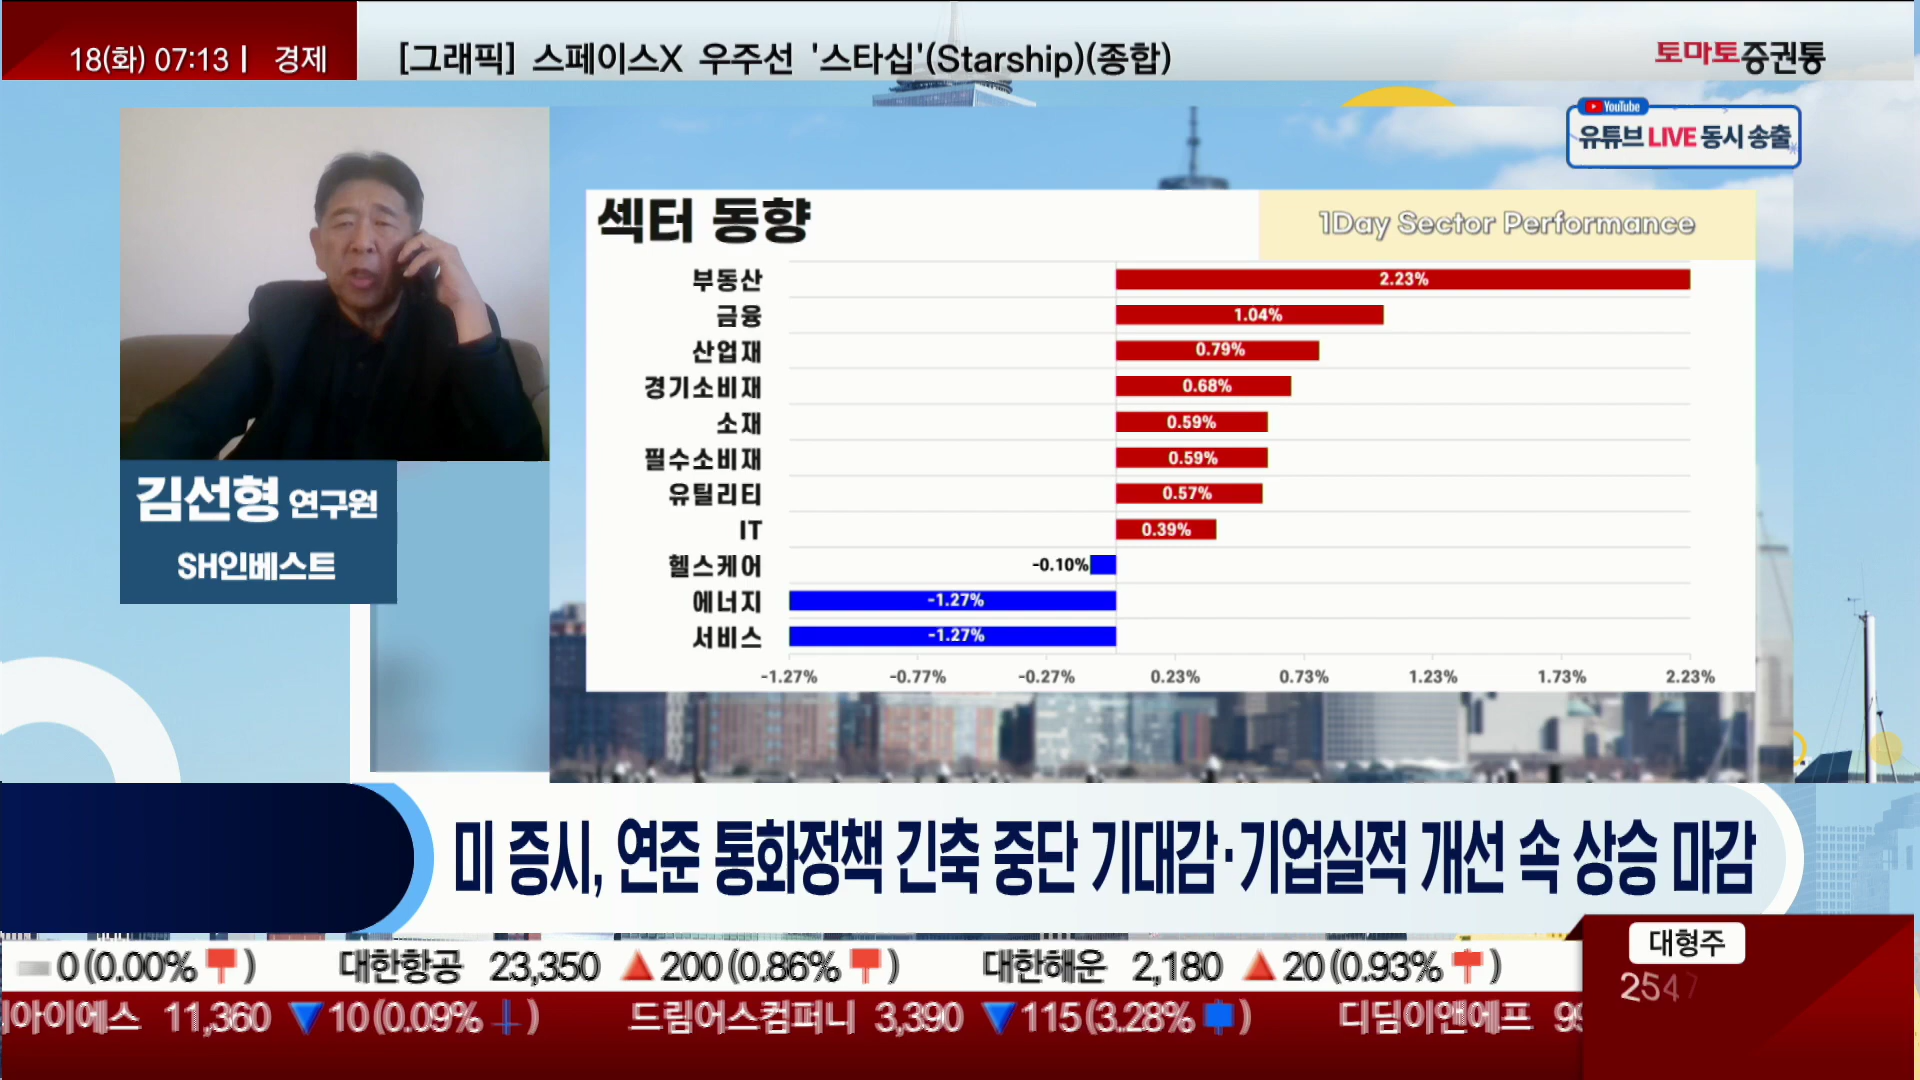 18(화) 07:13 | 경제
[그래픽] 스페이스X 우주선 '스타십'(Starship)(종합)
토마토증권통
YouTube
유튜브 LIVE 동시 송출
섹터 동향
1Day Sector Performance
부동산 2.23%
금융 1.04%
산업재 0.79%
경기소비재 0.68%
소재 0.59%
필수소비재 0.59%
유틸리티 0.57%
IT 0.39%
헬스케어 -0.10%
에너지 -1.27%
서비스 -1.27%
-1.27% -0.77% -0.27% 0.23% 0.73% 1.23% 1.73% 2.23%
김선형 연구원
SH인베스트
미 증시, 연준 통화정책 긴축 중단 기대감·기업실적 개선 속 상승 마감
0(0.00%) 대한항공 23,350 ▲200(0.86%) 대한해운 2,180 ▲20(0.93%)
대형주
2547
아이에스 11,360 ▼10(0.09%) 드림어스컴퍼니 3,390 ▼115(3.28%) 디딤이앤에프